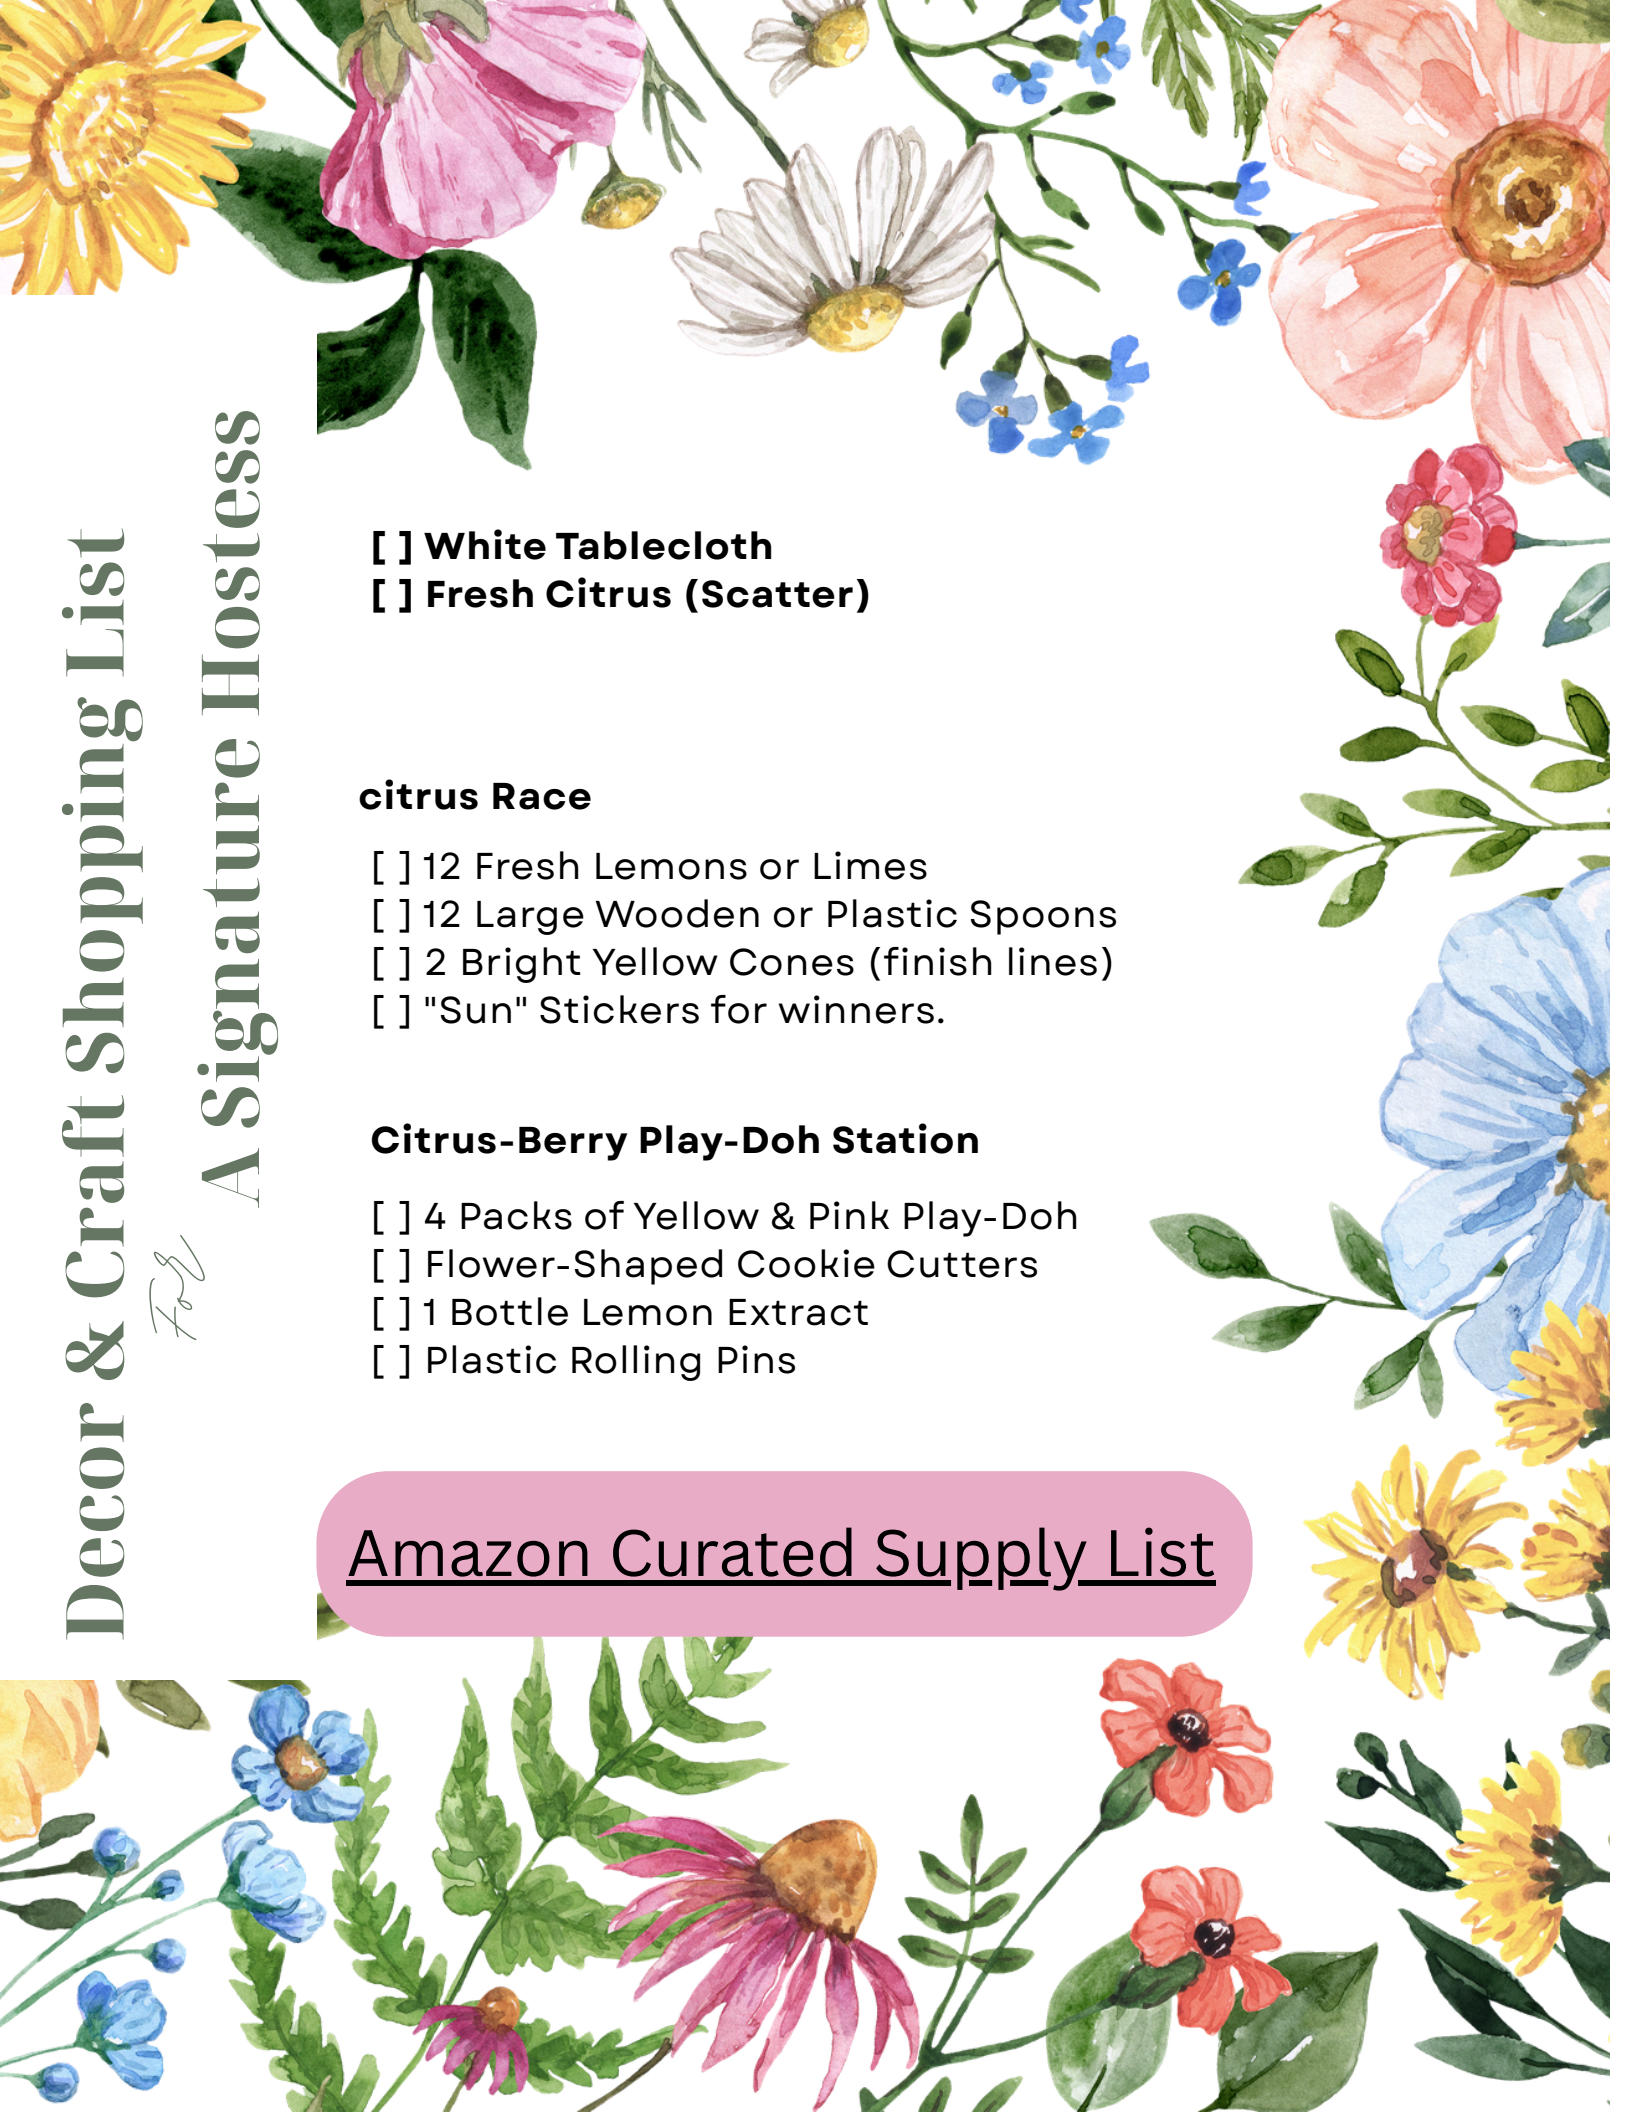 Decor & Craft Shopping List
For
A Signature Hostess
[ ] White Tablecloth
[ ] Fresh Citrus (Scatter)
citrus Race
[ ] 12 Fresh Lemons or Limes
[ ] 12 Large Wooden or Plastic Spoons
[ ] 2 Bright Yellow Cones (finish lines)
[ ] "Sun" Stickers for winners.
Citrus-Berry Play-Doh Station
[ ] 4 Packs of Yellow & Pink Play-Doh
[ ] Flower-Shaped Cookie Cutters
[ ] 1 Bottle Lemon Extract
[ ] Plastic Rolling Pins
Amazon Curated Supply List